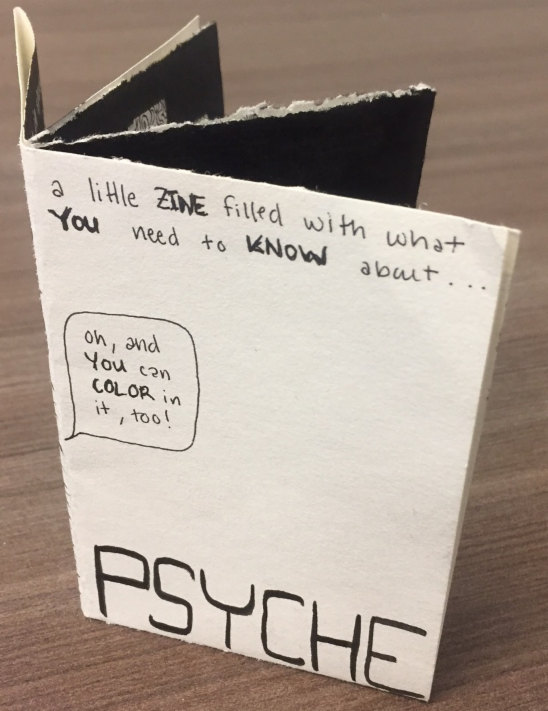 a little ZINE filled with what
YOU need to KNOW about...
oh, and
YOU can
COLOR in
it, too!
PSYCHE